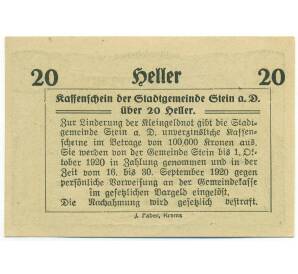 20 Heller 20
Kassenschein der Stadtgemeinde Stein a. D.
über 20 Heller.
Zur Linderung der Kleingeldnot gibt die Stadt-
gemeinde Stein a. D. unverzinsliche Kassen-
scheine im Betrage von 100,000 Kronen aus.
Sie werden von der Gemeinde Stein bis 1. Ok-
tober 1920 in Zahlung genommen und in der
Zeit vom 16. bis 30. September 1920 gegen
persönliche Vorweisung an der Gemeindekasse
im gesetzlichen Bargeld eingelöst.
Die Nachahmung wird gesetzlich bestraft.
J. Faber, Krems